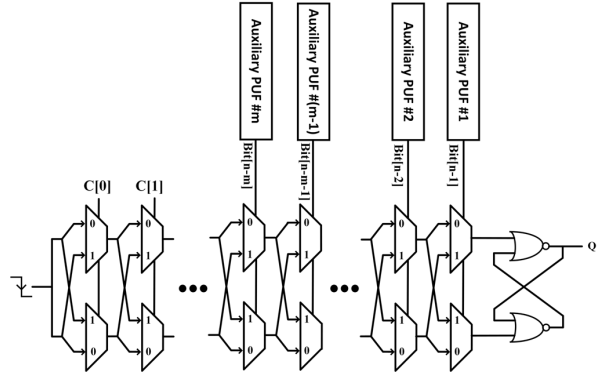 Auxiliary PUF #m
Auxiliary PUF #(m-1)
Auxiliary PUF #2
Auxiliary PUF #1
Bit[n-m]
Bit[n-m-1]
Bit[n-2]
Bit[n-1]
C[0]
C[1]
0
0
0
0
0
0
1
1
1
1
1
1
Q
1
1
1
1
1
1
0
0
0
0
0
0